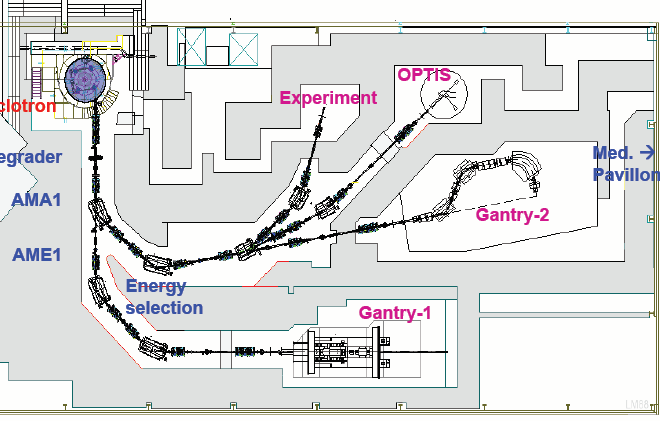 OPTIS
Experiment
clotron
egrader
Med. →
Pavillon
AMA1
Gantry-2
AME1
Energy
selection
Gantry-1